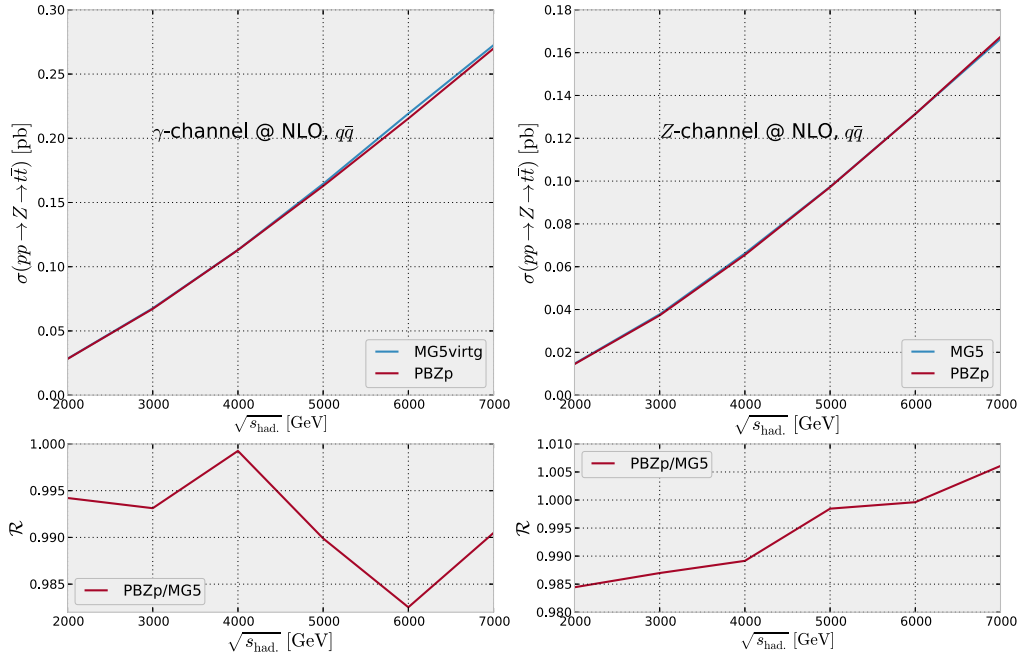 0.30
0.25
0.20
0.15
0.10
0.05
0.00
σ(pp → Z → tt̄) [pb]
γ-channel @ NLO, qq̄
MG5virtg
PBZp
2000 3000 4000 5000 6000 7000
√s_had. [GeV]
0.18
0.16
0.14
0.12
0.10
0.08
0.06
0.04
0.02
0.00
σ(pp → Z → tt̄) [pb]
Z-channel @ NLO, qq̄
MG5
PBZp
2000 3000 4000 5000 6000 7000
√s_had. [GeV]
1.000
0.995
0.990
0.985
ℛ
PBZp/MG5
2000 3000 4000 5000 6000 7000
√s_had. [GeV]
1.010
1.005
1.000
0.995
0.990
0.985
0.980
ℛ
PBZp/MG5
2000 3000 4000 5000 6000 7000
√s_had. [GeV]